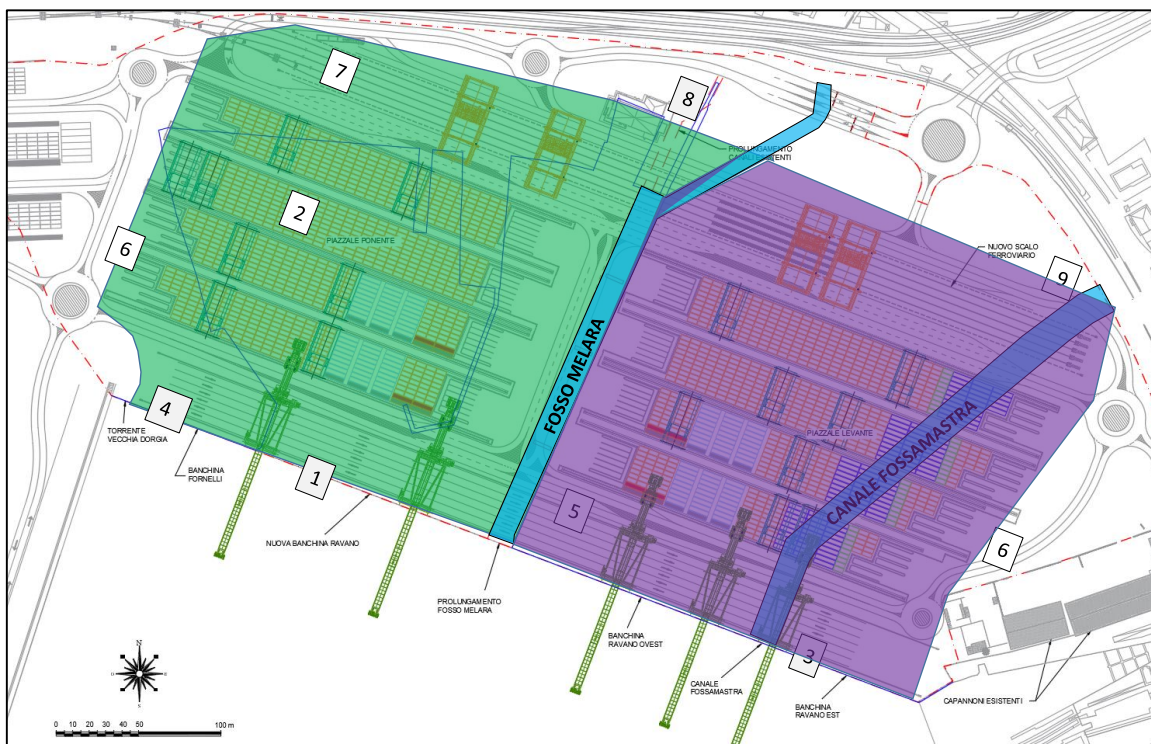 7
8
PROLUNGAMENTO
CANALI ESISTENTI
2
PIAZZALE PONENTE
6
NUOVO SCALO
FERROVIARIO
9
FOSSO MELARA
4
TORRENTE
VECCHIA DORGIA
BANCHINA
FORNELLI
1
NUOVA BANCHINA RAVANO
5
PIAZZALE LEVANTE
CANALE FOSSAMASTRA
6
PROLUNGAMENTO
FOSSO MELARA
BANCHINA
RAVANO OVEST
CANALE
FOSSAMASTRA
3
BANCHINA
RAVANO EST
CAPANNONI ESISTENTI
N
0 10 20 30 40 50 100 m